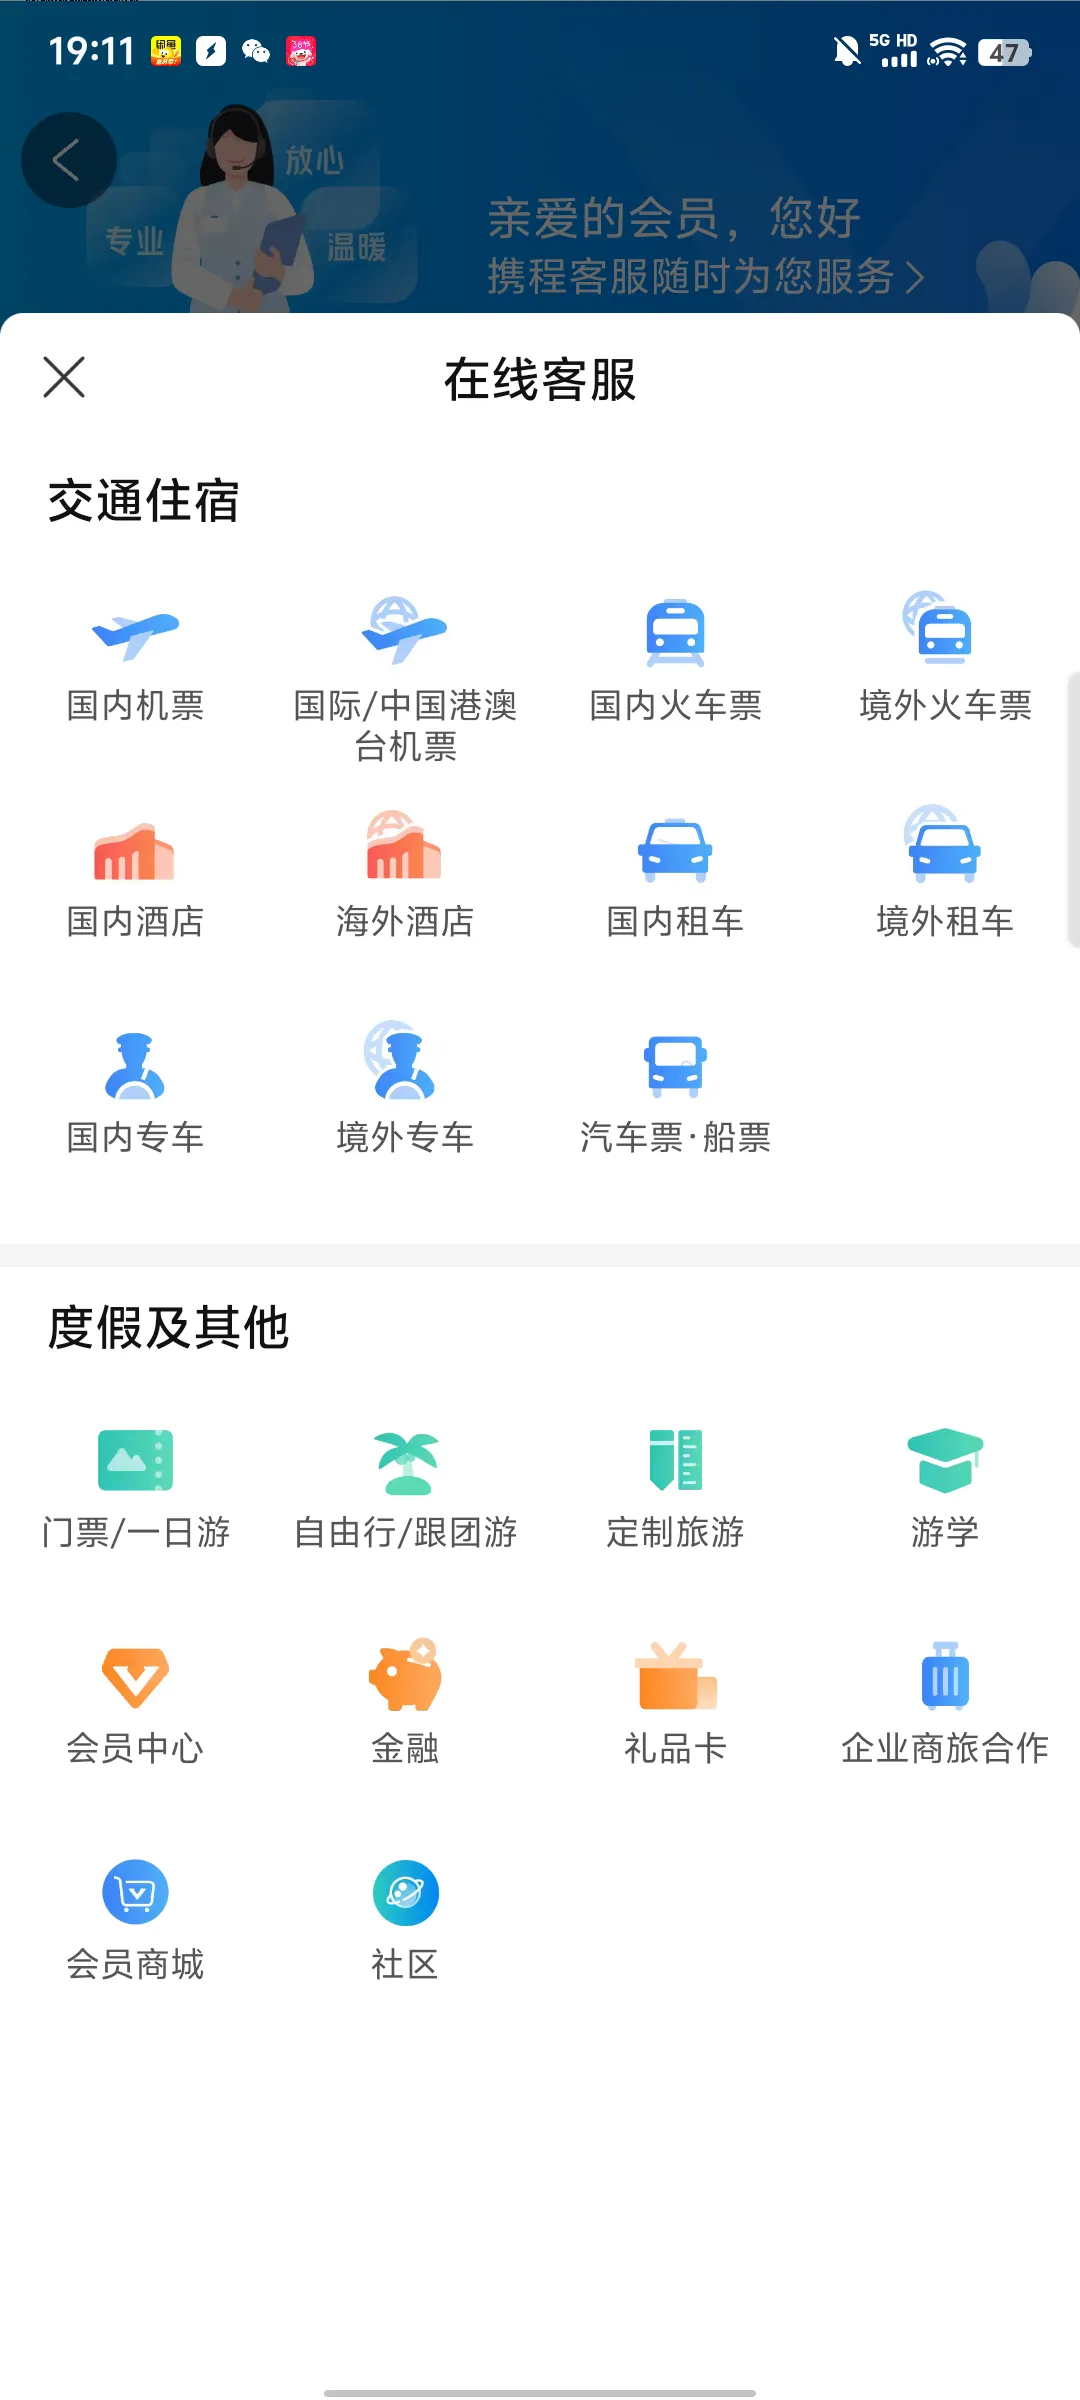 19:11
5G HD
47
放心
专业
温暖
亲爱的会员，您好
携程客服随时为您服务
在线客服
交通住宿
国内机票
国际/中国港澳
台机票
国内火车票
境外火车票
国内酒店
海外酒店
国内租车
境外租车
国内专车
境外专车
汽车票·船票
度假及其他
门票/一日游
自由行/跟团游
定制旅游
游学
会员中心
金融
礼品卡
企业商旅合作
会员商城
社区